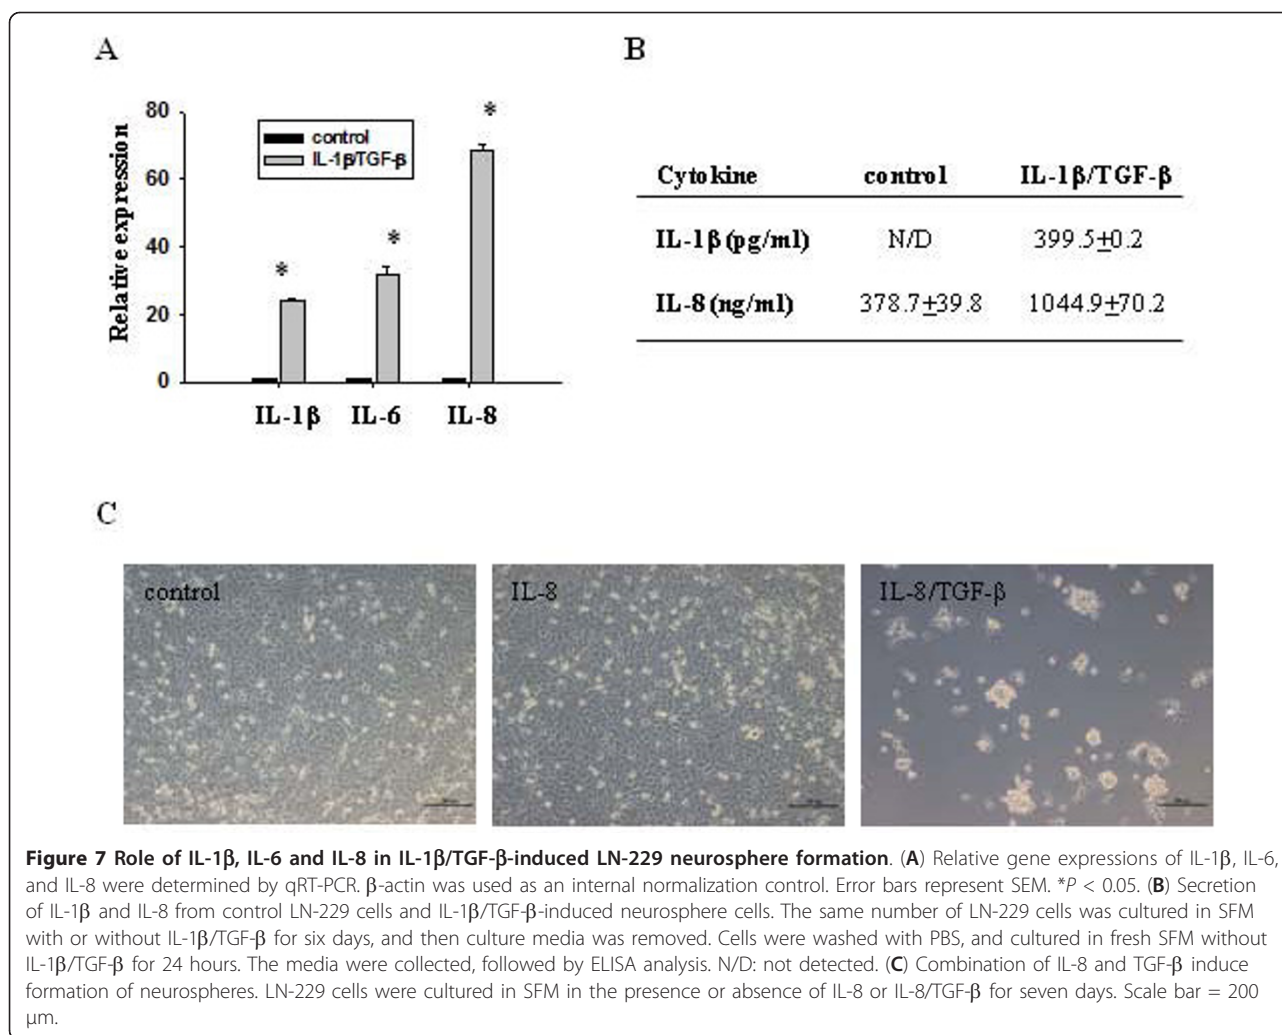 A
80
60
40
20
0
Relative expression
control
IL-1β/TGF-β
*
*
*
IL-1β IL-6 IL-8
B
Cytokine control IL-1β/TGF-β
IL-1β (pg/ml) N/D 399.5±0.2
IL-8 (ng/ml) 378.7±39.8 1044.9±70.2
C
control
IL-8
IL-8/TGF-β
Figure 7 Role of IL-1β, IL-6 and IL-8 in IL-1β/TGF-β-induced LN-229 neurosphere formation. (A) Relative gene expressions of IL-1β, IL-6,
and IL-8 were determined by qRT-PCR. β-actin was used as an internal normalization control. Error bars represent SEM. *P < 0.05. (B) Secretion
of IL-1β and IL-8 from control LN-229 cells and IL-1β/TGF-β-induced neurosphere cells. The same number of LN-229 cells was cultured in SFM
with or without IL-1β/TGF-β for six days, and then culture media was removed. Cells were washed with PBS, and cultured in fresh SFM without
IL-1β/TGF-β for 24 hours. The media were collected, followed by ELISA analysis. N/D: not detected. (C) Combination of IL-8 and TGF-β induce
formation of neurospheres. LN-229 cells were cultured in SFM in the presence or absence of IL-8 or IL-8/TGF-β for seven days. Scale bar = 200
μm.